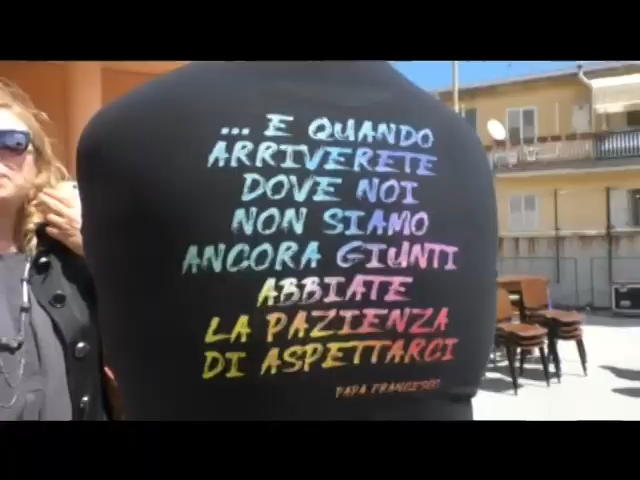 ... E QUANDO
ARRIVERETE
DOVE NOI
NON SIAMO
ANCORA GIUNTI
ABBIATE
LA PAZIENZA
DI ASPETTARCI
PAPA FRANCESCO